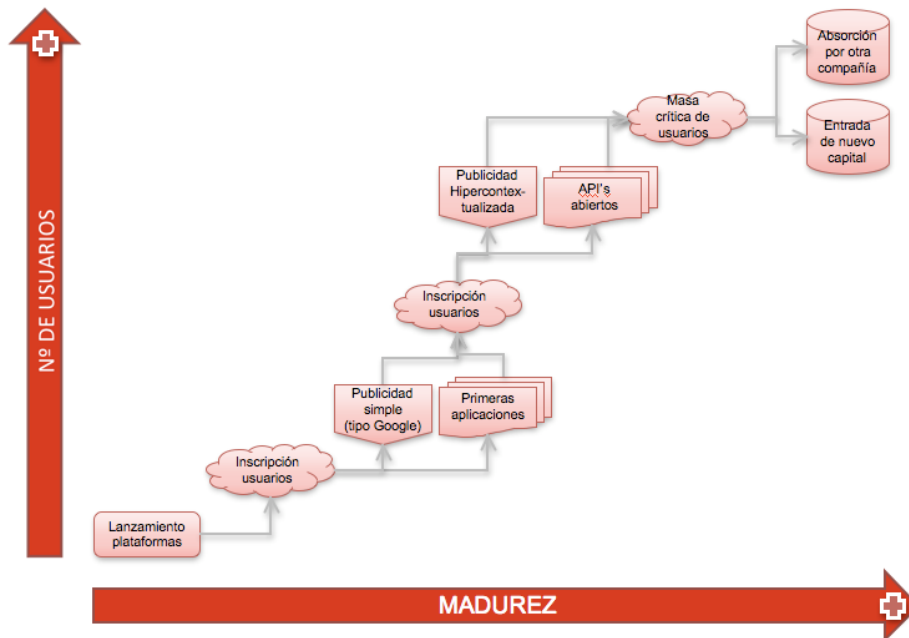 Absorción
por otra
compañía
Masa
crítica de
usuarios
Entrada
de nuevo
capital
Publicidad
Hipercontex-
tualizada
API's
abiertos
Nº DE USUARIOS
Inscripción
usuarios
Publicidad
simple
(tipo Google)
Primeras
aplicaciones
Inscripción
usuarios
Lanzamiento
plataformas
MADUREZ